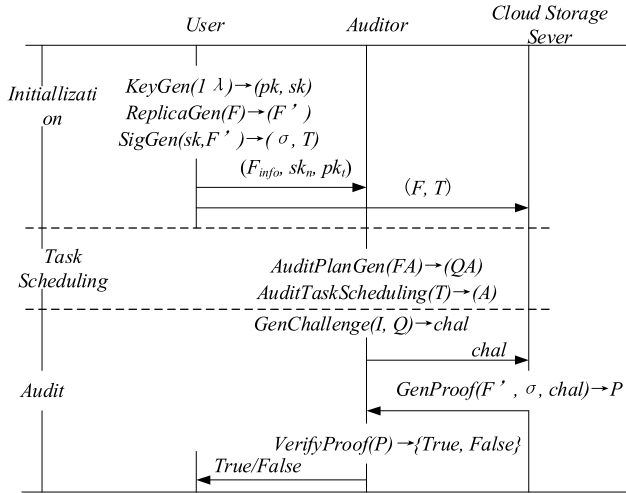 User
Auditor
Cloud Storage
Sever
Initiallizati
on
KeyGen(1 λ)→(pk, sk)
ReplicaGen(F)→(F’)
SigGen(sk,F’)→(σ, T)
(Finfo, skn, pkt)
(F, T)
Task
Scheduling
AuditPlanGen(FA)→(QA)
AuditTaskScheduling(T)→(A)
GenChallenge(I, Q)→chal
chal
Audit
GenProof(F’, σ, chal)→P
VerifyProof(P)→{True, False}
True/False